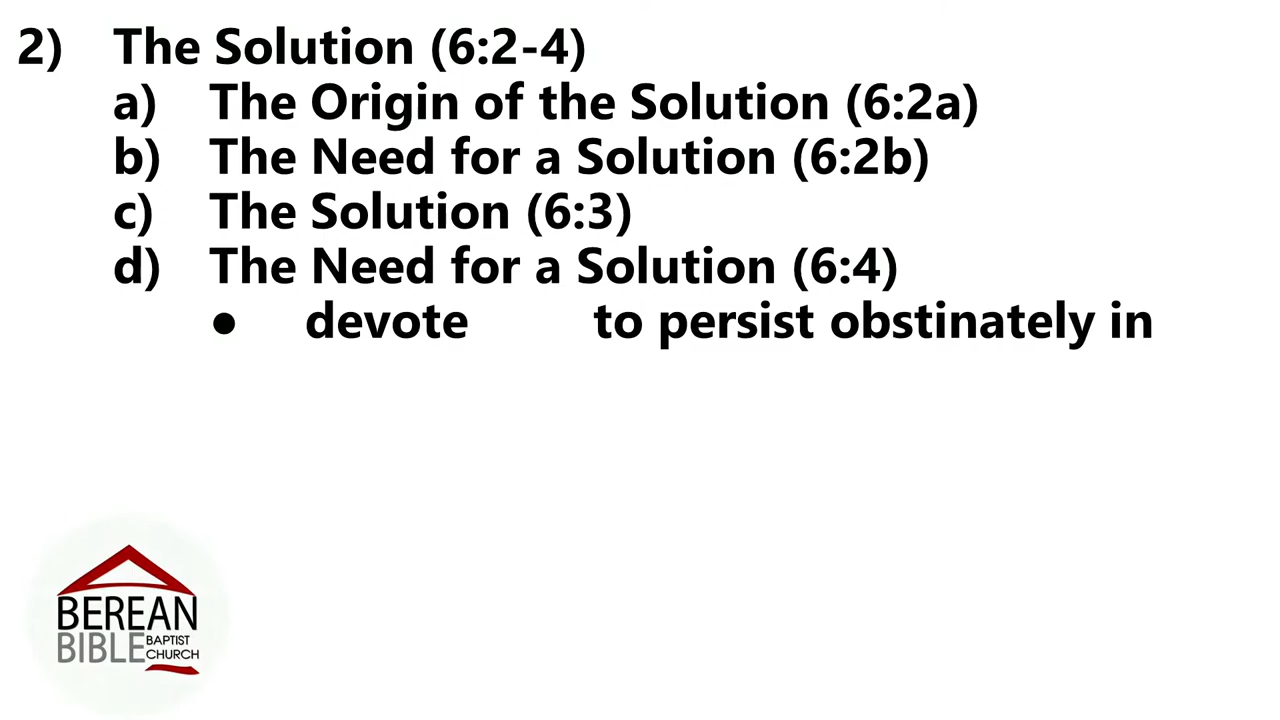 2) The Solution (6:2-4)
a) The Origin of the Solution (6:2a)
b) The Need for a Solution (6:2b)
c) The Solution (6:3)
d) The Need for a Solution (6:4)
● devote to persist obstinately in
BEREAN
BIBLE BAPTIST CHURCH